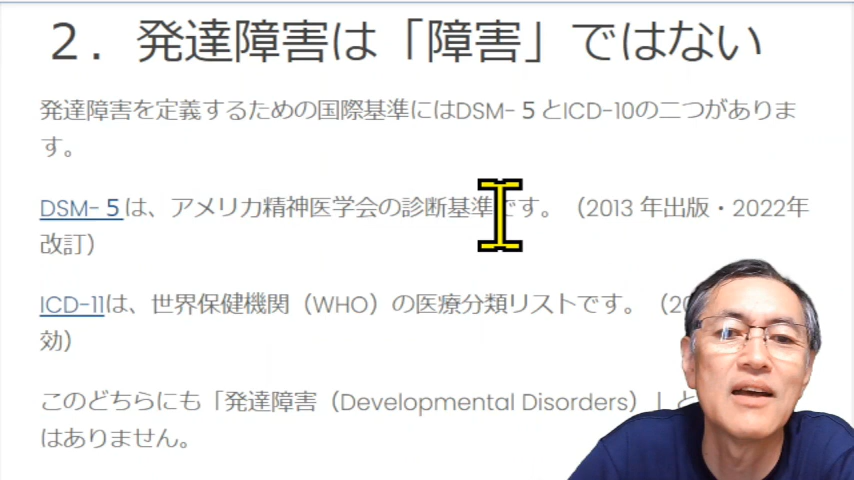 ２．発達障害は「障害」ではない
発達障害を定義するための国際基準にはDSM-５とICD-10の二つがありま
す。
DSM-５は、アメリカ精神医学会の診断基準です。（2013 年出版・2022年
改訂）
ICD-11は、世界保健機関（WHO）の医療分類リストです。（20
効）
このどちらにも「発達障害（Developmental Disorders）」と
はありません。